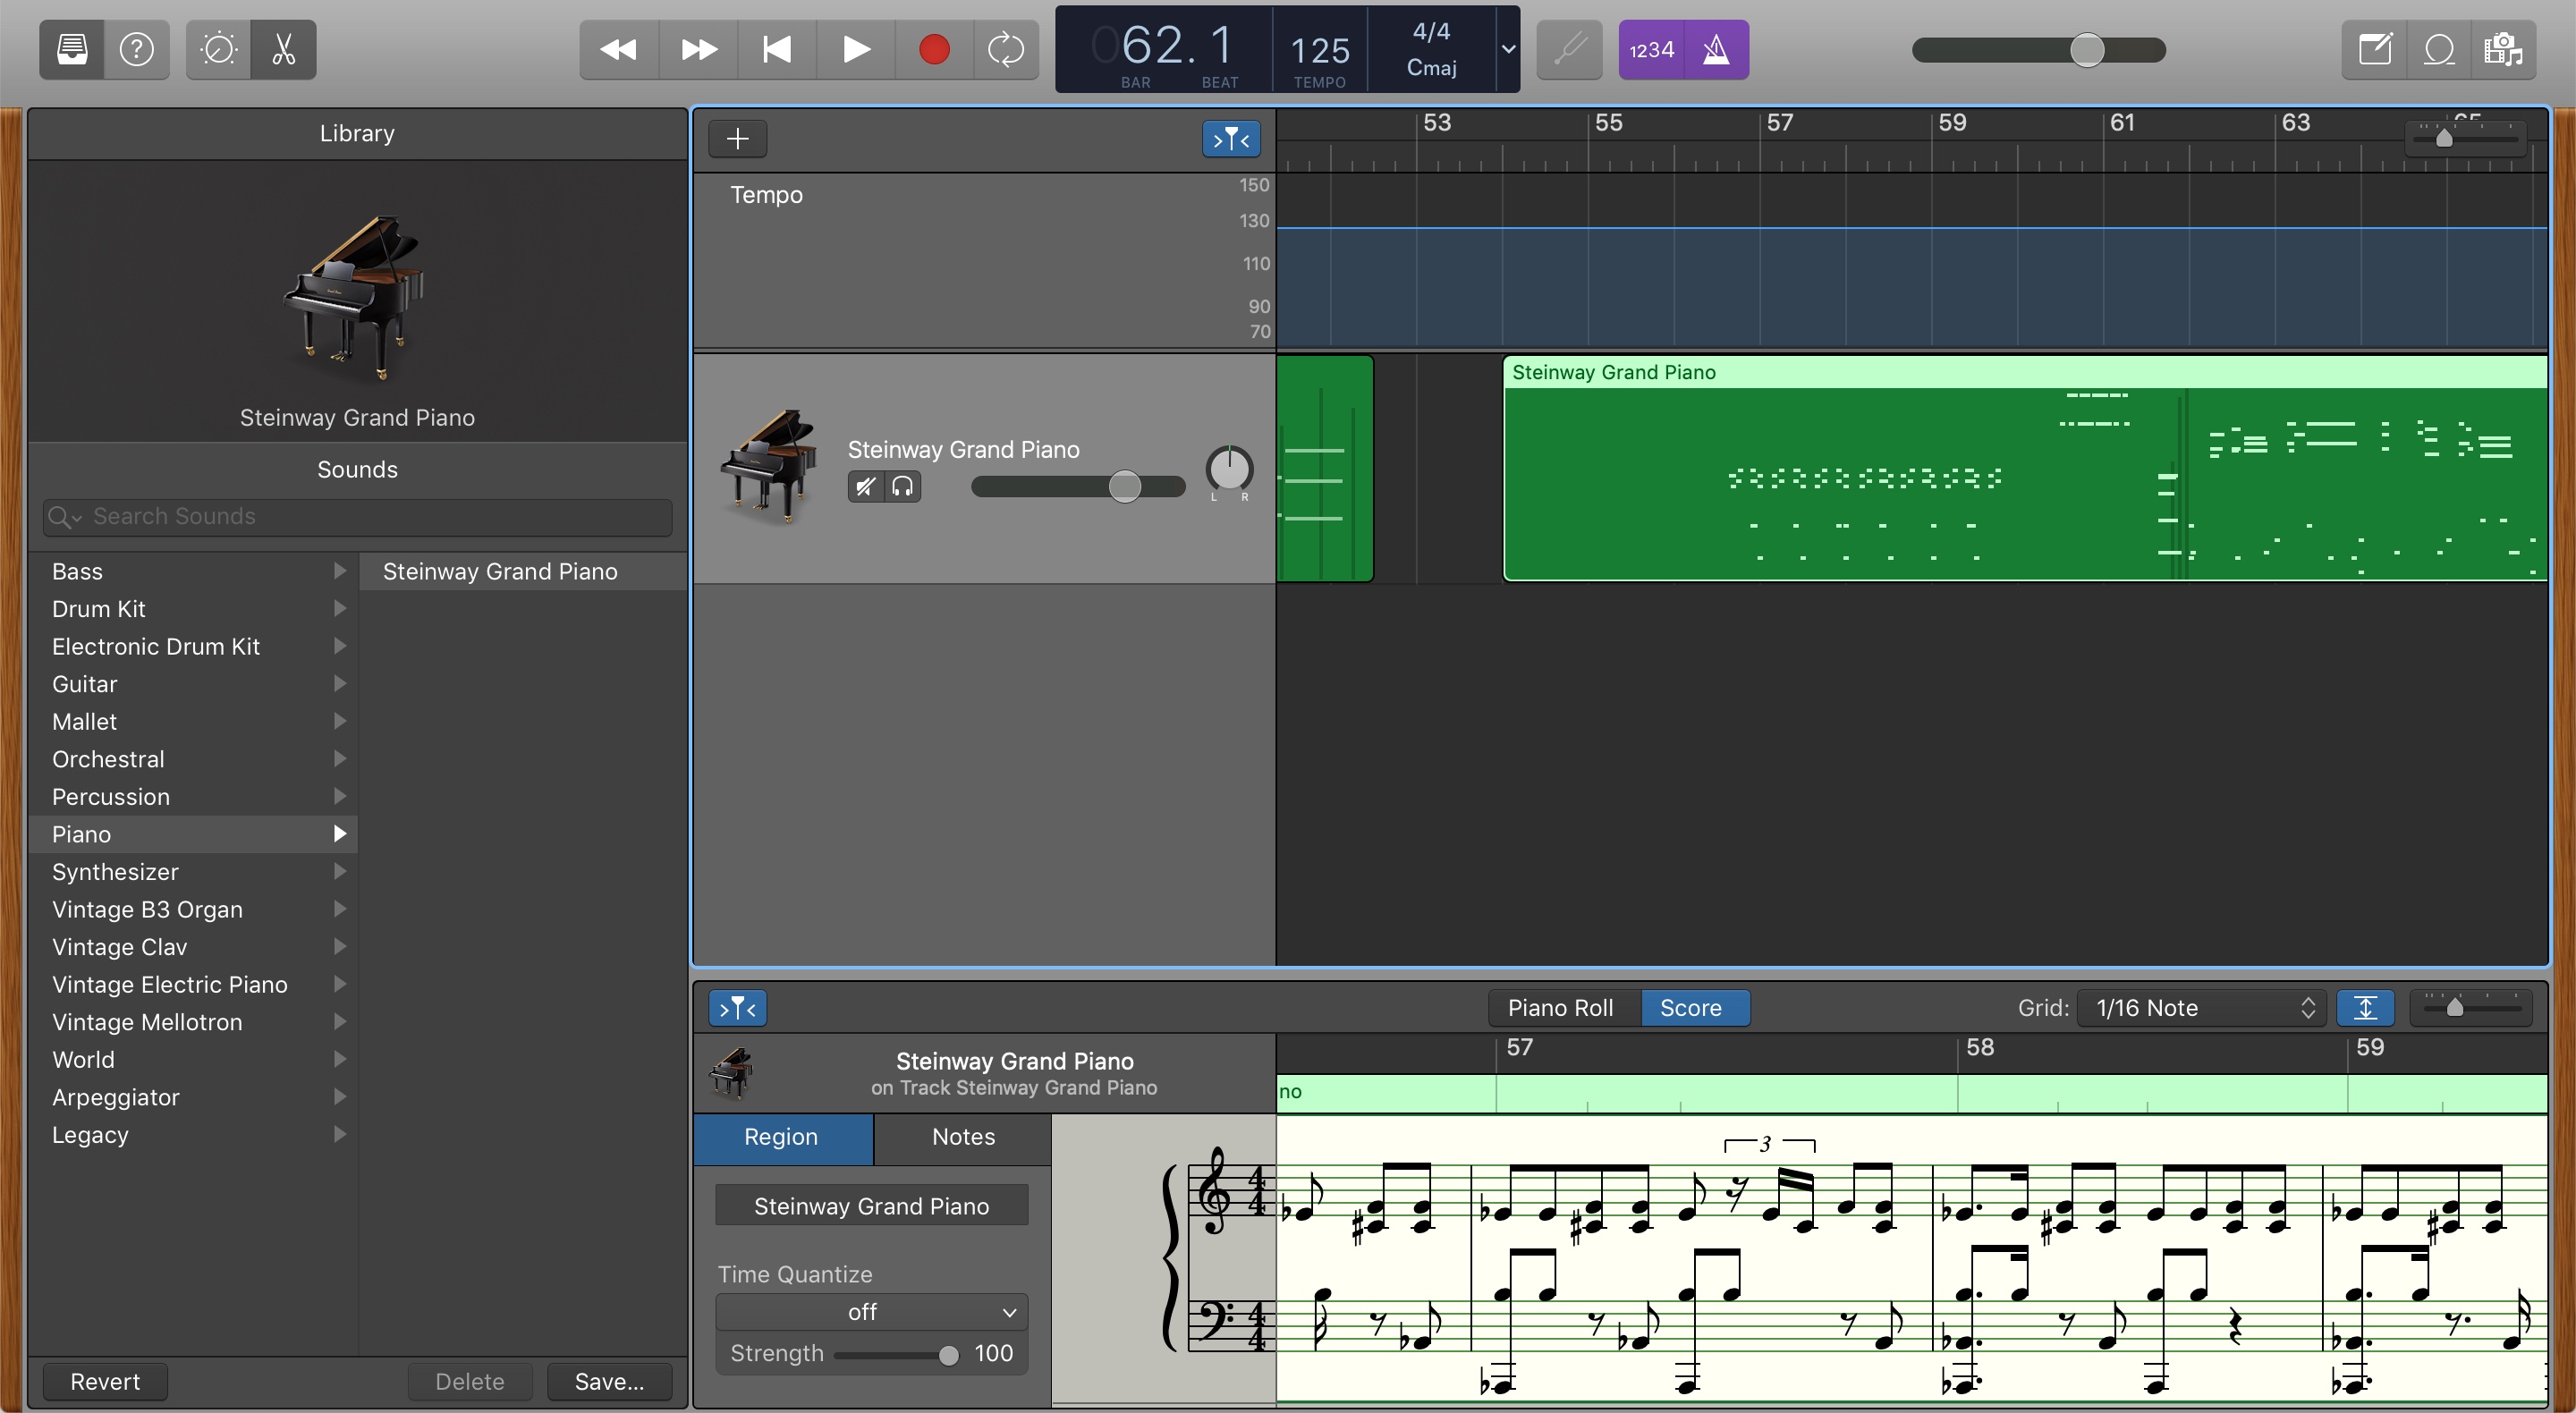 062. 1
BAR BEAT
125
TEMPO
4/4
Cmaj
1234
Library
Steinway Grand Piano
Sounds
Search Sounds
Bass
Drum Kit
Electronic Drum Kit
Guitar
Mallet
Orchestral
Percussion
Piano
Synthesizer
Vintage B3 Organ
Vintage Clav
Vintage Electric Piano
Vintage Mellotron
World
Arpeggiator
Legacy
Steinway Grand Piano
Revert Delete Save...
53 55 57 59 61 63 65
Tempo
150
130
110
90
70
Steinway Grand Piano
L R
Steinway Grand Piano
Piano Roll Score
Grid: 1/16 Note
57 58 59
Steinway Grand Piano
on Track Steinway Grand Piano
no
Region Notes
Steinway Grand Piano
Time Quantize
off
Strength 100
3
4
4
4
4